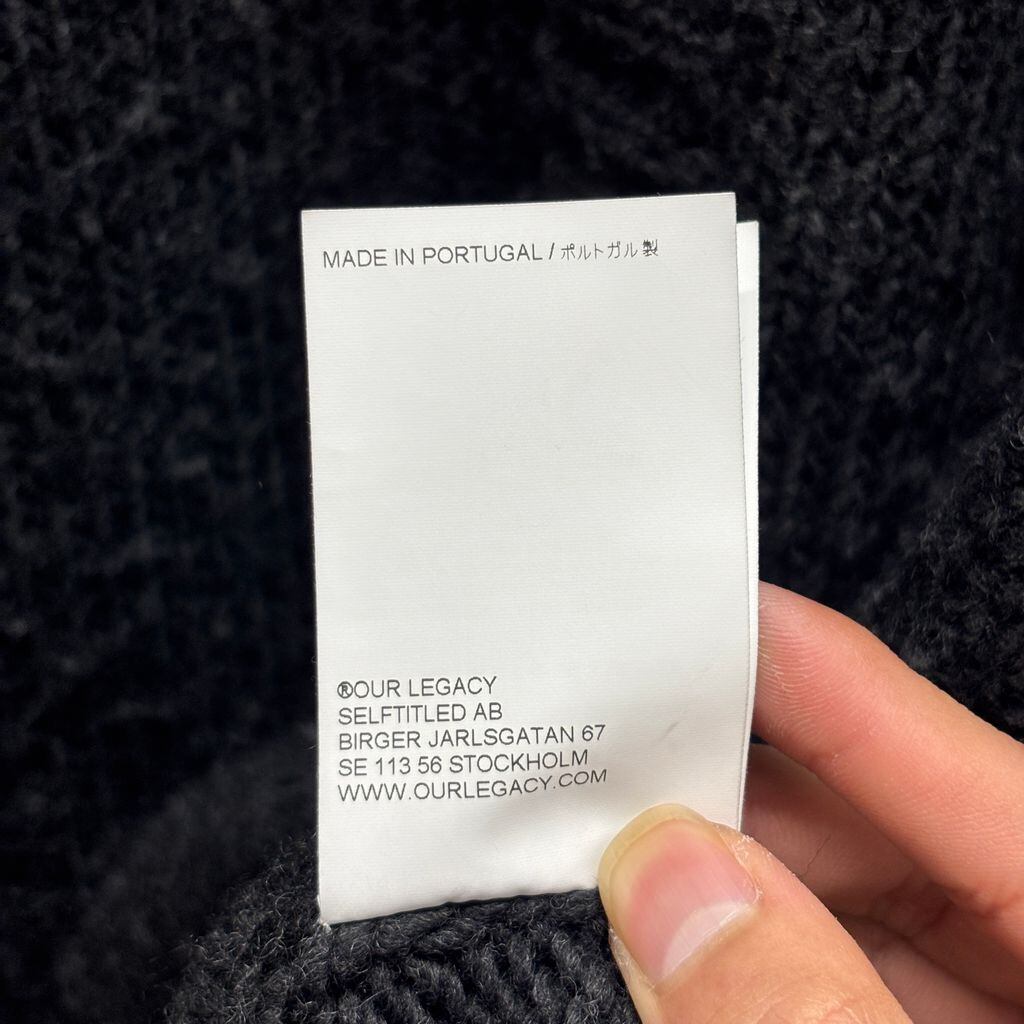 MADE IN PORTUGAL / ポルトガル製
®OUR LEGACY
SELFTITLED AB
BIRGER JARLSGATAN 67
SE 113 56 STOCKHOLM
WWW.OURLEGACY.COM